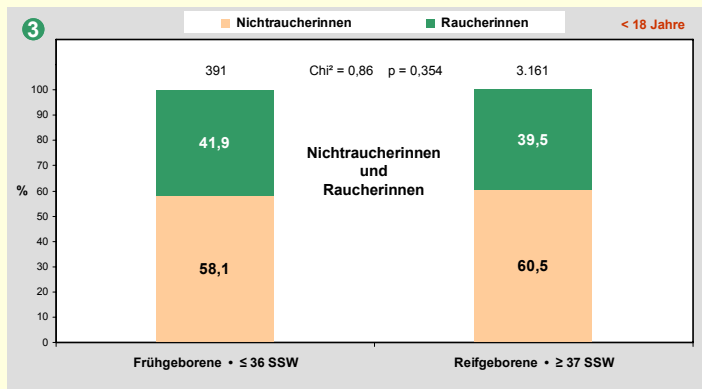 3
Nichtraucherinnen
Raucherinnen
< 18 Jahre
391
Chi² = 0,86 p = 0,354
3.161
100
90
80
70
60
50
40
30
20
10
0
%
41,9
58,1
Nichtraucherinnen
und
Raucherinnen
39,5
60,5
Frühgeborene • ≤ 36 SSW
Reifgeborene • ≥ 37 SSW